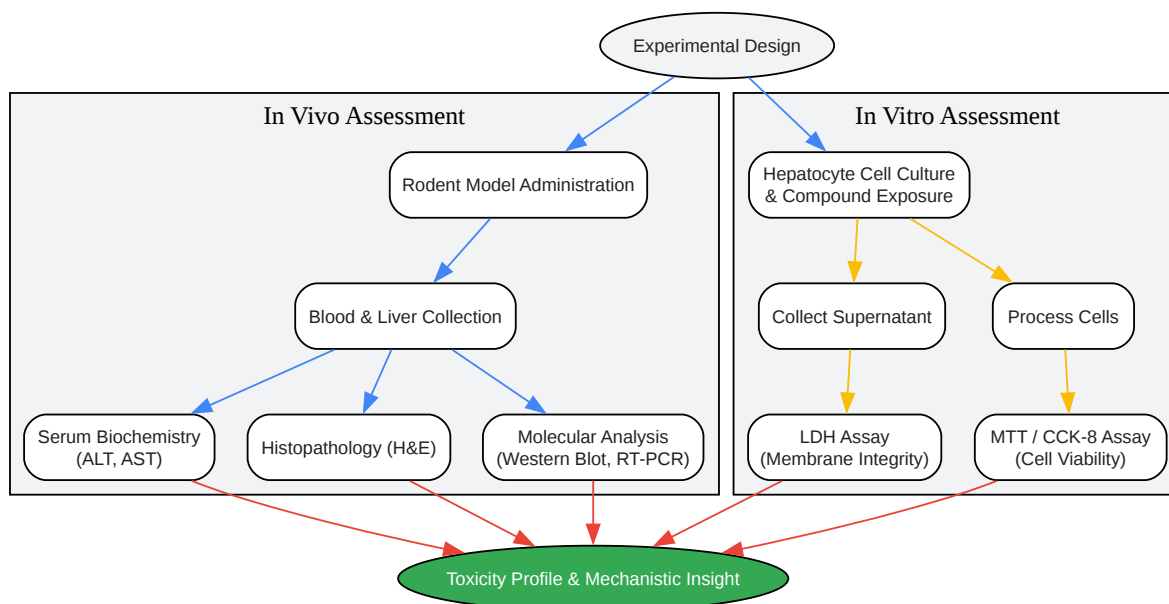 Experimental Design
In Vivo Assessment
In Vitro Assessment
Rodent Model Administration
Hepatocyte Cell Culture
& Compound Exposure
Blood & Liver Collection
Collect Supernatant
Process Cells
Serum Biochemistry
(ALT, AST)
Histopathology (H&E)
Molecular Analysis
(Western Blot, RT-PCR)
LDH Assay
(Membrane Integrity)
MTT / CCK-8 Assay
(Cell Viability)
Toxicity Profile & Mechanistic Insight